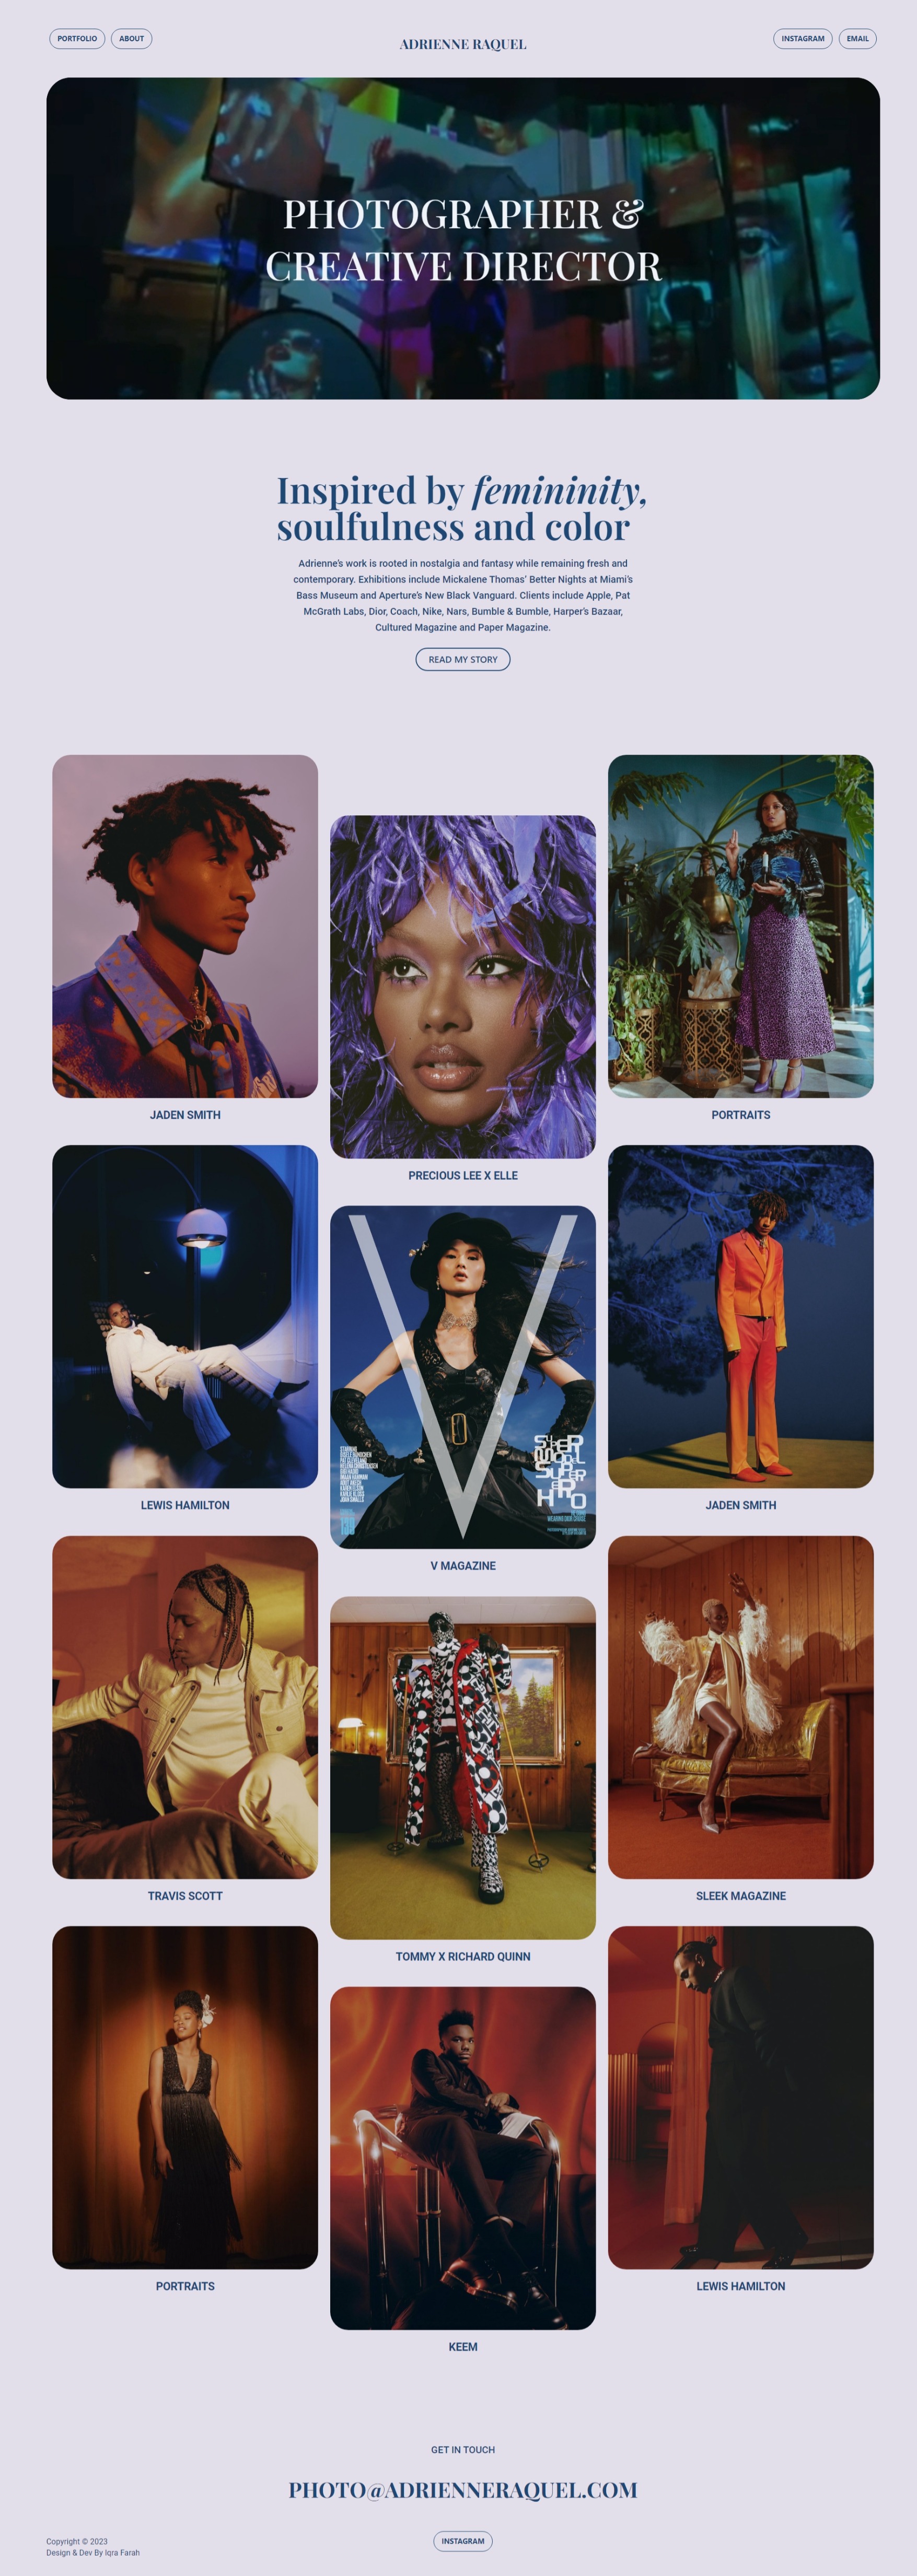 PORTFOLIO
ABOUT
ADRIENNE RAQUEL
INSTAGRAM
EMAIL
PHOTOGRAPHER &
CREATIVE DIRECTOR
Inspired by femininity,
soulfulness and color
Adrienne's work is rooted in nostalgia and fantasy while remaining fresh and
contemporary. Exhibitions include Mickalene Thomas' Better Nights at Miami's
Bass Museum and Aperture's New Black Vanguard. Clients include Apple, Pat
McGrath Labs, Dior, Coach, Nike, Nars, Bumble & Bumble, Harper's Bazaar,
Cultured Magazine and Paper Magazine.
READ MY STORY
JADEN SMITH
PRECIOUS LEE X ELLE
PORTRAITS
LEWIS HAMILTON
V
SUPER
HERO
V MAGAZINE
JADEN SMITH
TRAVIS SCOTT
TOMMY X RICHARD QUINN
SLEEK MAGAZINE
PORTRAITS
KEEM
LEWIS HAMILTON
GET IN TOUCH
PHOTO@ADRIENNERAQUEL.COM
INSTAGRAM
Copyright © 2023
Design & Dev By Iqra Farah